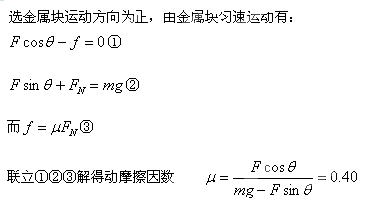 选金属块运动方向为正，由金属块匀速运动有：
F cosθ − f = 0①
F sin θ + F_N = mg②
而 f = μF_N③
联立①②③解得动摩擦因数 μ = \frac{F cosθ}{mg − F sin θ} = 0.40